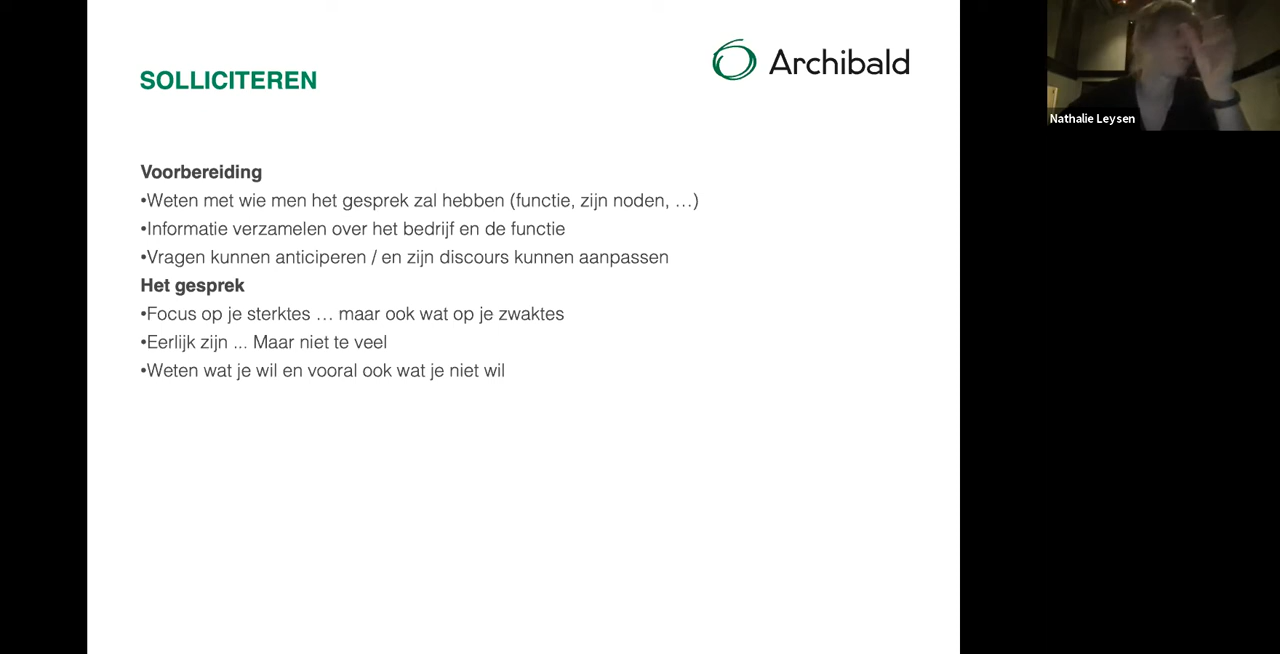 SOLLICITEREN
Archibald
Nathalie Leysen
Voorbereiding
•Weten met wie men het gesprek zal hebben (functie, zijn noden, …)
•Informatie verzamelen over het bedrijf en de functie
•Vragen kunnen anticiperen / en zijn discours kunnen aanpassen
Het gesprek
•Focus op je sterktes … maar ook wat op je zwaktes
•Eerlijk zijn ... Maar niet te veel
•Weten wat je wil en vooral ook wat je niet wil